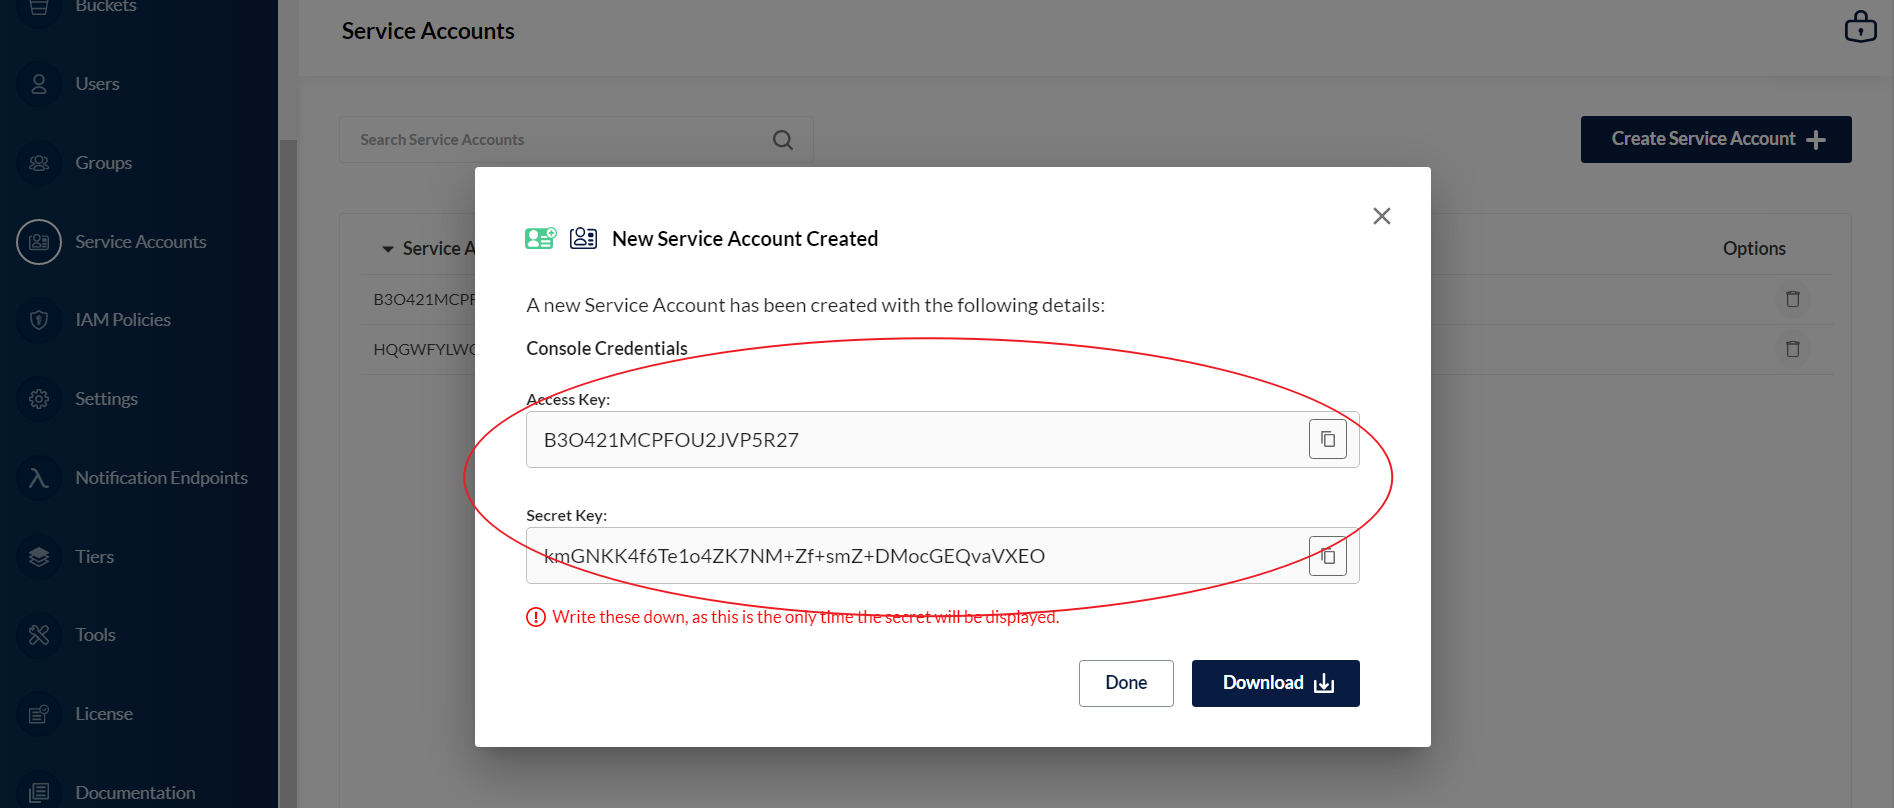 Buckets
Users
Groups
Service Accounts
IAM Policies
Settings
Notification Endpoints
Tiers
Tools
License
Documentation
Service Accounts
Search Service Accounts
Create Service Account
Service A
Options
B3O421MCPF
HQGWFYLWC
New Service Account Created
A new Service Account has been created with the following details:
Console Credentials
Access Key:
B3O421MCPFOU2JVP5R27
Secret Key:
kmGNKK4f6Te1o4ZK7NM+Zf+smZ+DMocGEQvaVXEO
Write these down, as this is the only time the secret will be displayed.
Done
Download